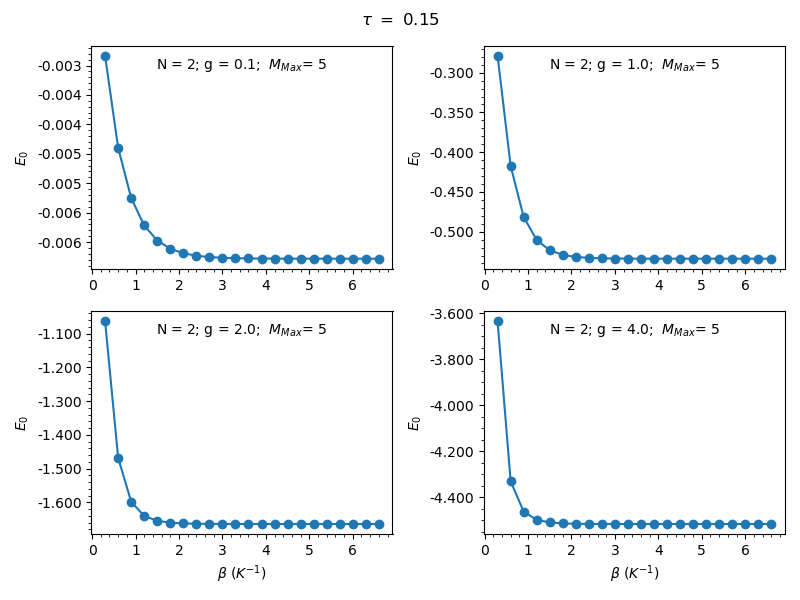 τ = 0.15
N = 2; g = 0.1; M_Max= 5
E_0
-0.003
-0.004
-0.004
-0.005
-0.005
-0.006
-0.006
0 1 2 3 4 5 6
N = 2; g = 1.0; M_Max= 5
E_0
-0.300
-0.350
-0.400
-0.450
-0.500
0 1 2 3 4 5 6
N = 2; g = 2.0; M_Max= 5
E_0
-1.100
-1.200
-1.300
-1.400
-1.500
-1.600
0 1 2 3 4 5 6
β (K⁻¹)
N = 2; g = 4.0; M_Max= 5
E_0
-3.600
-3.800
-4.000
-4.200
-4.400
0 1 2 3 4 5 6
β (K⁻¹)